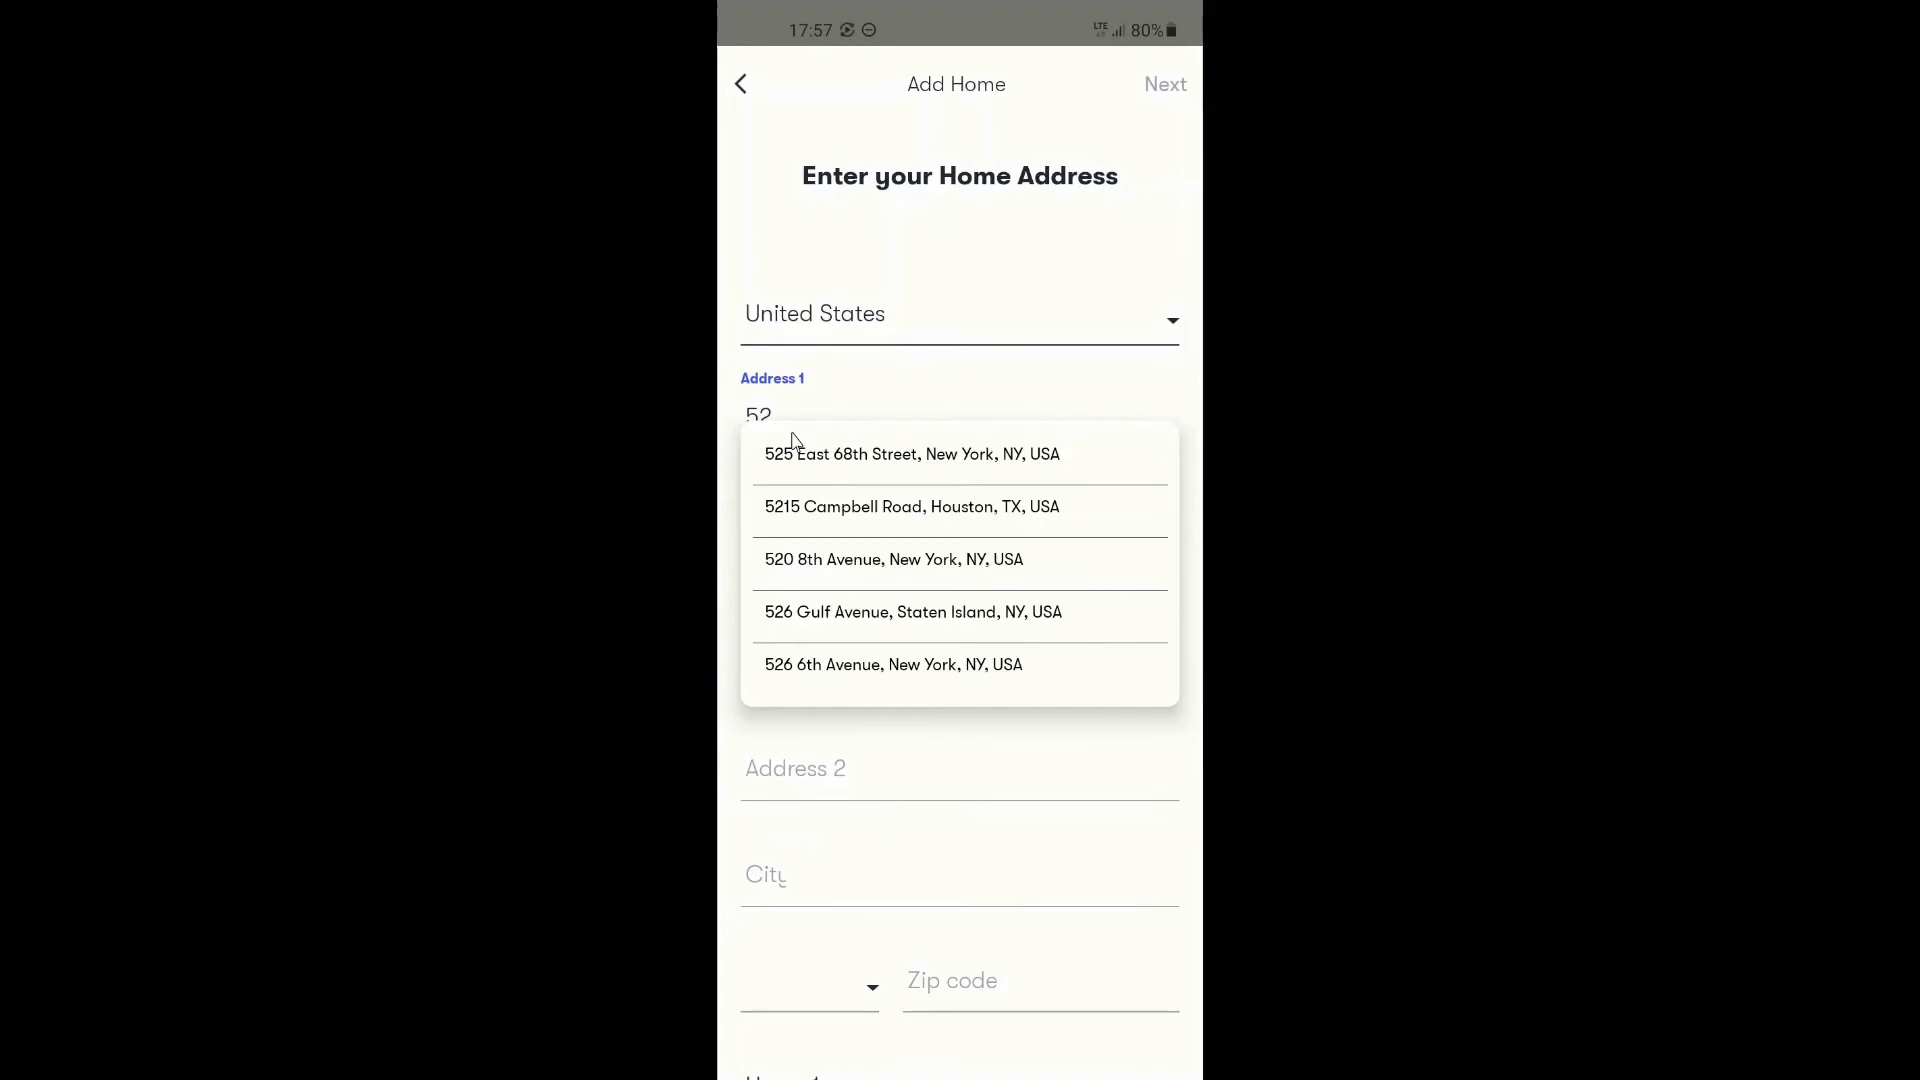 17:57 LTE 80%
Add Home Next
Enter your Home Address
United States
Address 1
52
525 East 68th Street, New York, NY, USA
5215 Campbell Road, Houston, TX, USA
520 8th Avenue, New York, NY, USA
526 Gulf Avenue, Staten Island, NY, USA
526 6th Avenue, New York, NY, USA
Address 2
City
Zip code